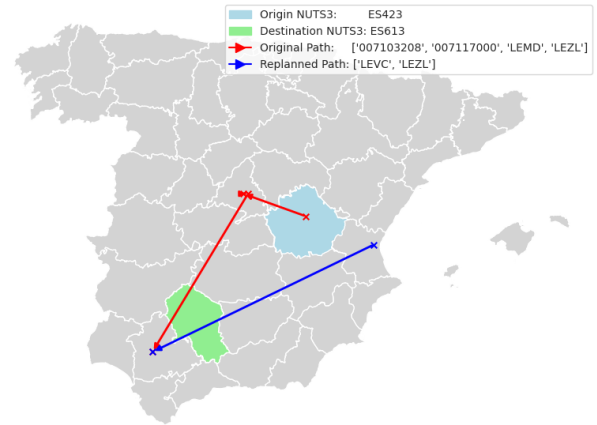 Origin NUTS3: ES423
Destination NUTS3: ES613
Original Path: ['007103208', '007117000', 'LEMD', 'LEZL']
Replanned Path: ['LEVC', 'LEZL']